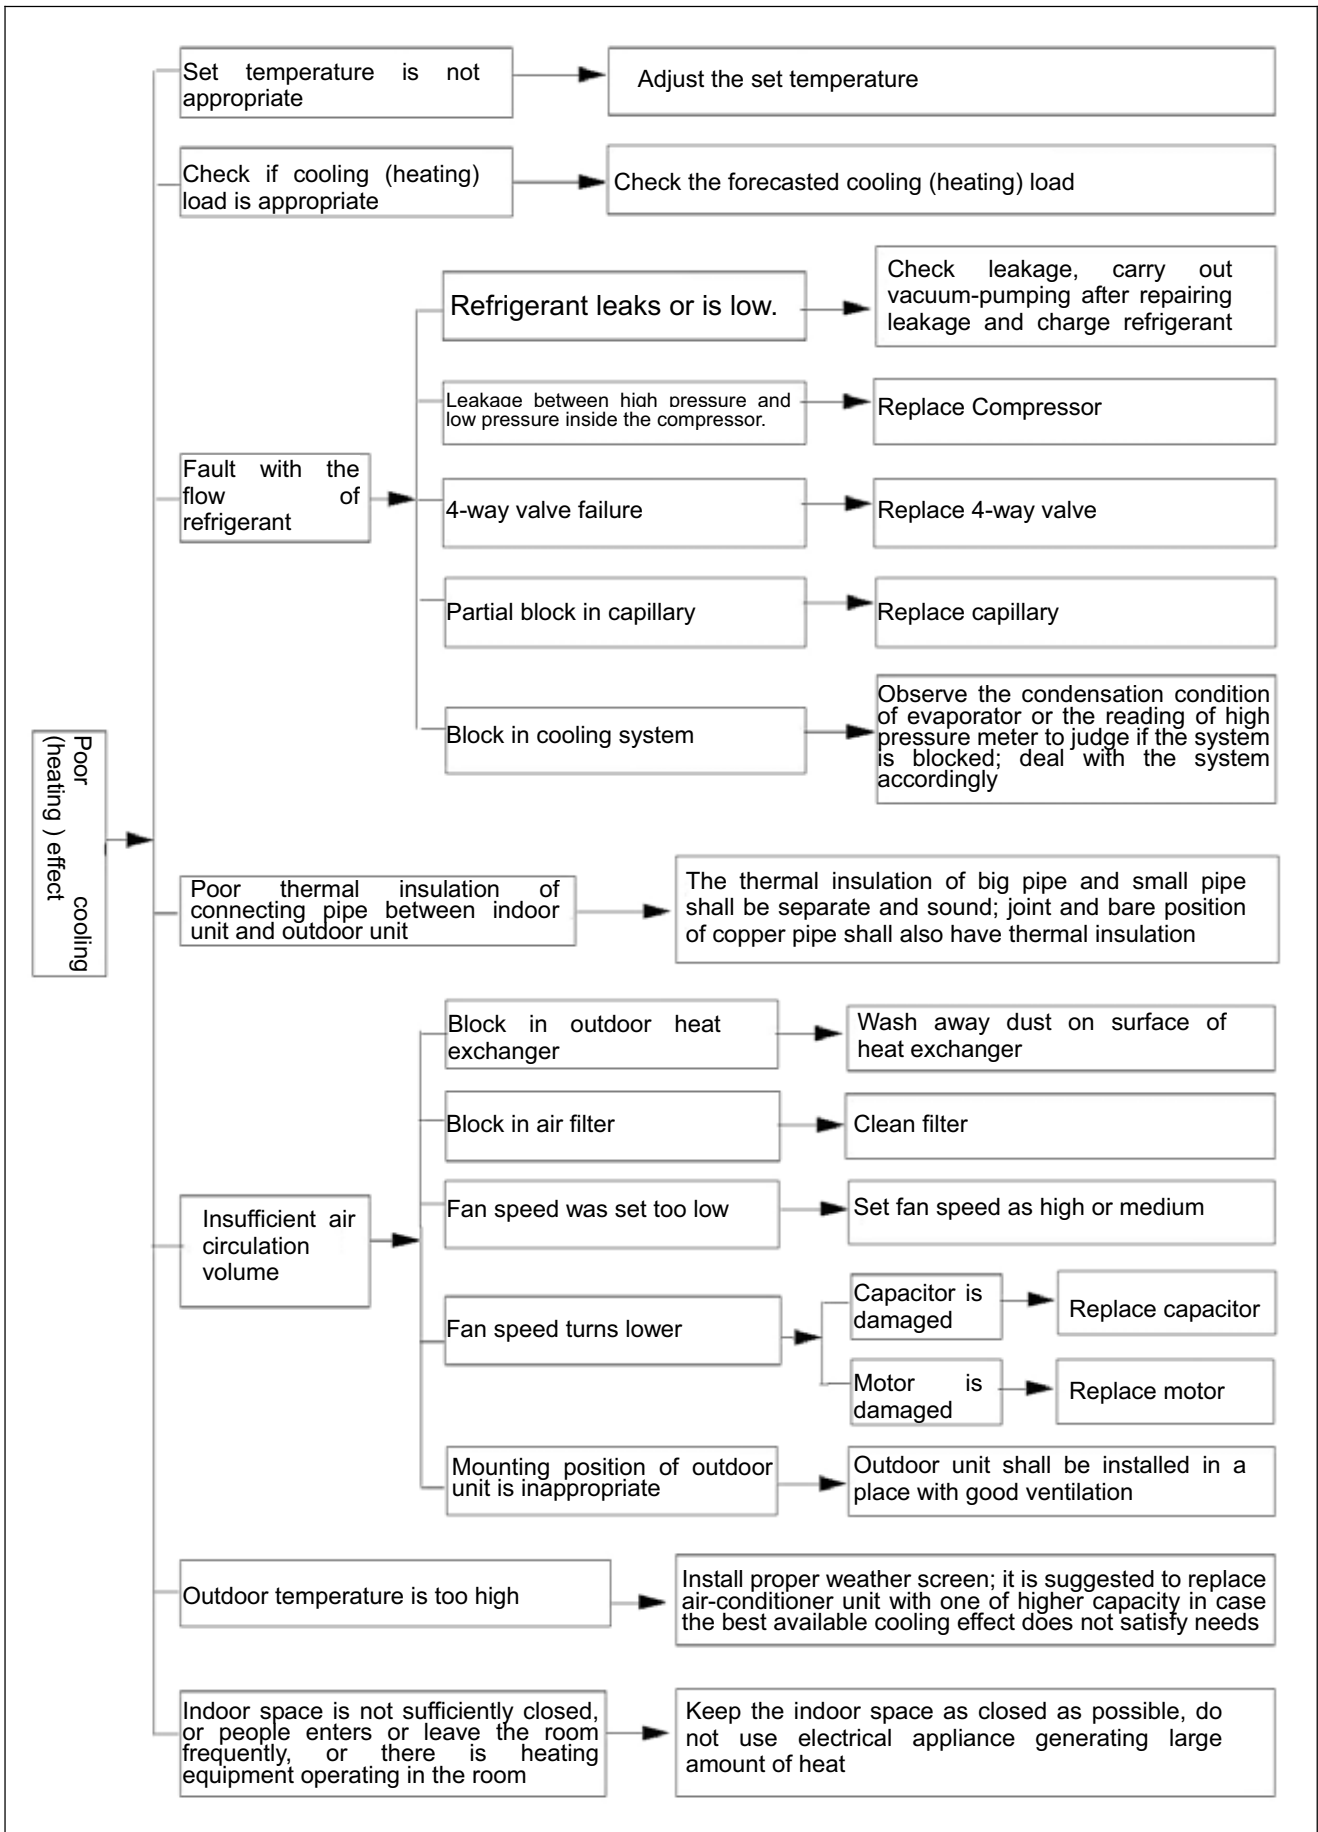 Set temperature is not
appropriate
Adjust the set temperature
Check if cooling (heating)
load is appropriate
Check the forecasted cooling (heating) load
Refrigerant leaks or is low.
Check leakage, carry out
vacuum-pumping after repairing
leakage and charge refrigerant
Leakage between high pressure and
low pressure inside the compressor.
Replace Compressor
Fault with the
flow of
refrigerant
4-way valve failure
Replace 4-way valve
Partial block in capillary
Replace capillary
Block in cooling system
Observe the condensation condition
of evaporator or the reading of high
pressure meter to judge if the system
is blocked; deal with the system
accordingly
Poor cooling
(heating ) effect
Poor thermal insulation of
connecting pipe between indoor
unit and outdoor unit
The thermal insulation of big pipe and small pipe
shall be separate and sound; joint and bare position
of copper pipe shall also have thermal insulation
Block in outdoor heat
exchanger
Wash away dust on surface of
heat exchanger
Block in air filter
Clean filter
Fan speed was set too low
Set fan speed as high or medium
Insufficient air
circulation
volume
Fan speed turns lower
Capacitor is
damaged
Replace capacitor
Motor is
damaged
Replace motor
Mounting position of outdoor
unit is inappropriate
Outdoor unit shall be installed in a
place with good ventilation
Outdoor temperature is too high
Install proper weather screen; it is suggested to replace
air-conditioner unit with one of higher capacity in case
the best available cooling effect does not satisfy needs
Indoor space is not sufficiently closed,
or people enters or leave the room
frequently, or there is heating
equipment operating in the room
Keep the indoor space as closed as possible, do
not use electrical appliance generating large
amount of heat